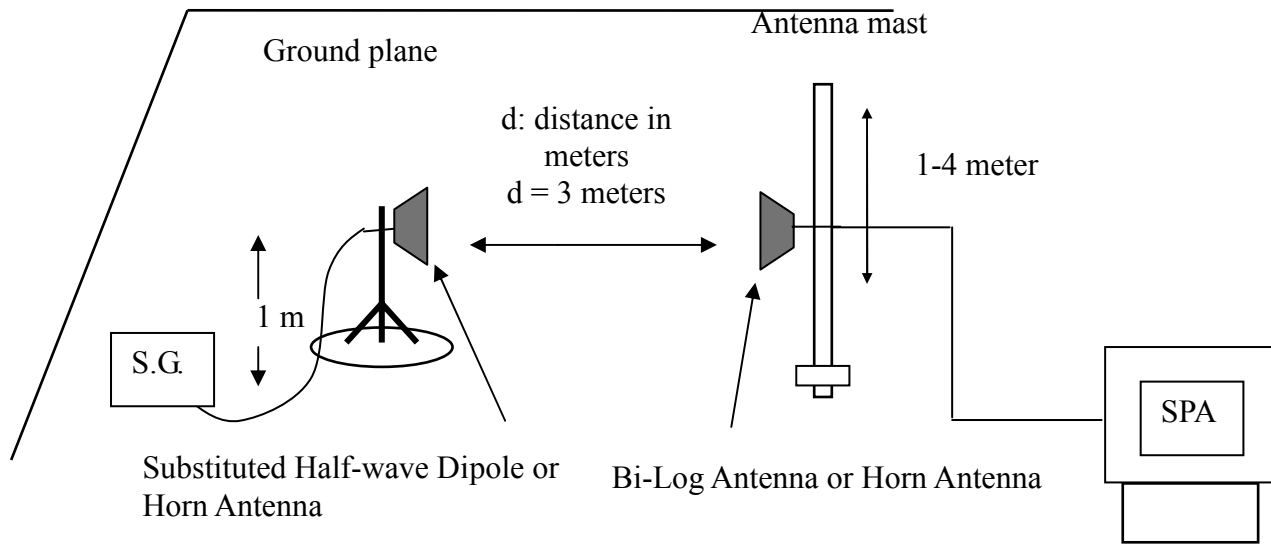 Antenna mast
Ground plane
d: distance in
meters
d = 3 meters
1-4 meter
1 m
S.G.
SPA
Substituted Half-wave Dipole or
Horn Antenna
Bi-Log Antenna or Horn Antenna